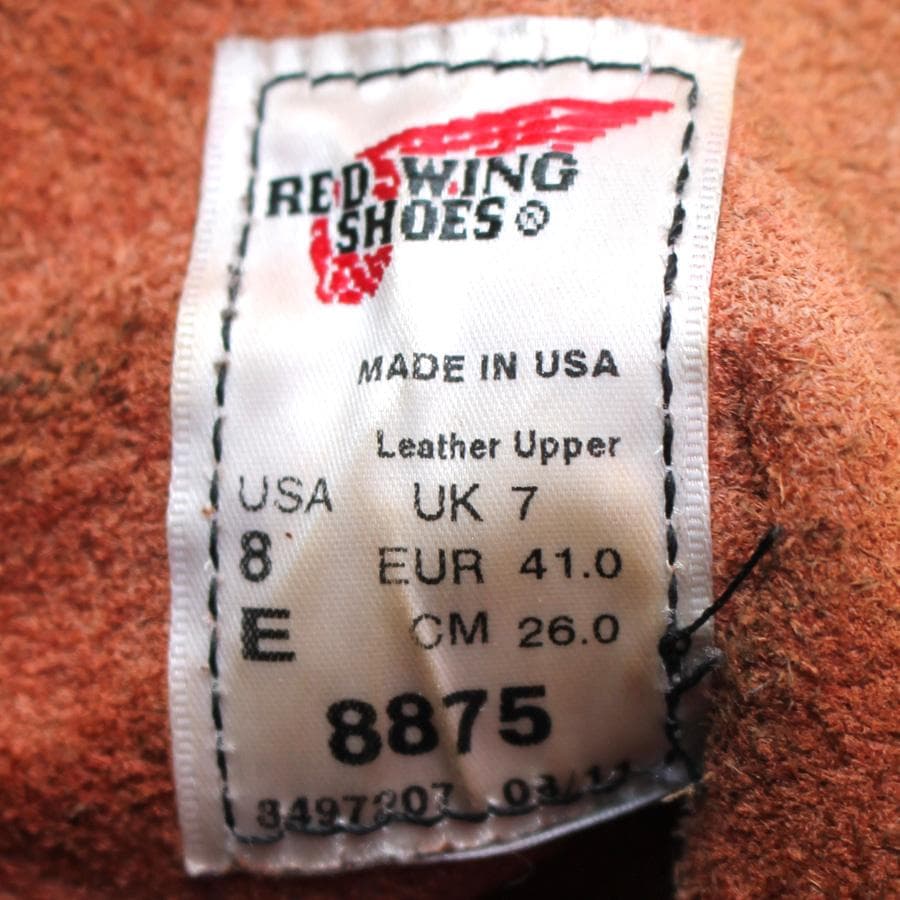 RED WING
SHOES ®
MADE IN USA
Leather Upper
USA UK 7
8 EUR 41.0
E CM 26.0
8875